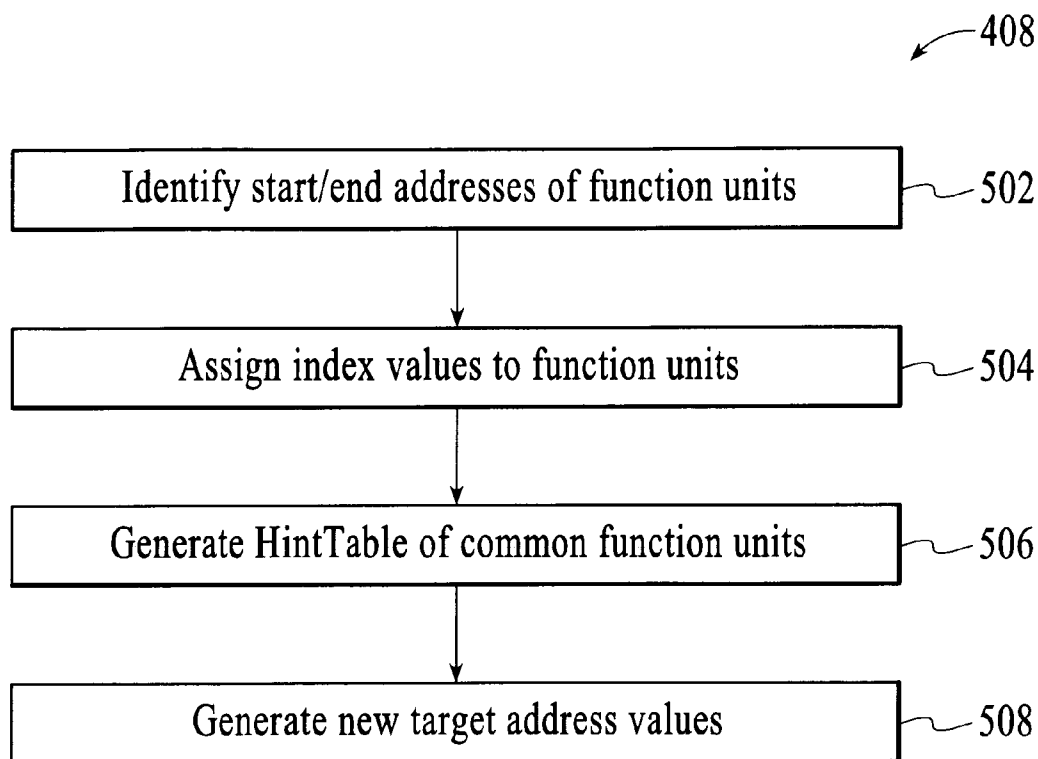 408
Identify start/end addresses of function units
502
Assign index values to function units
504
Generate HintTable of common function units
506
Generate new target address values
508